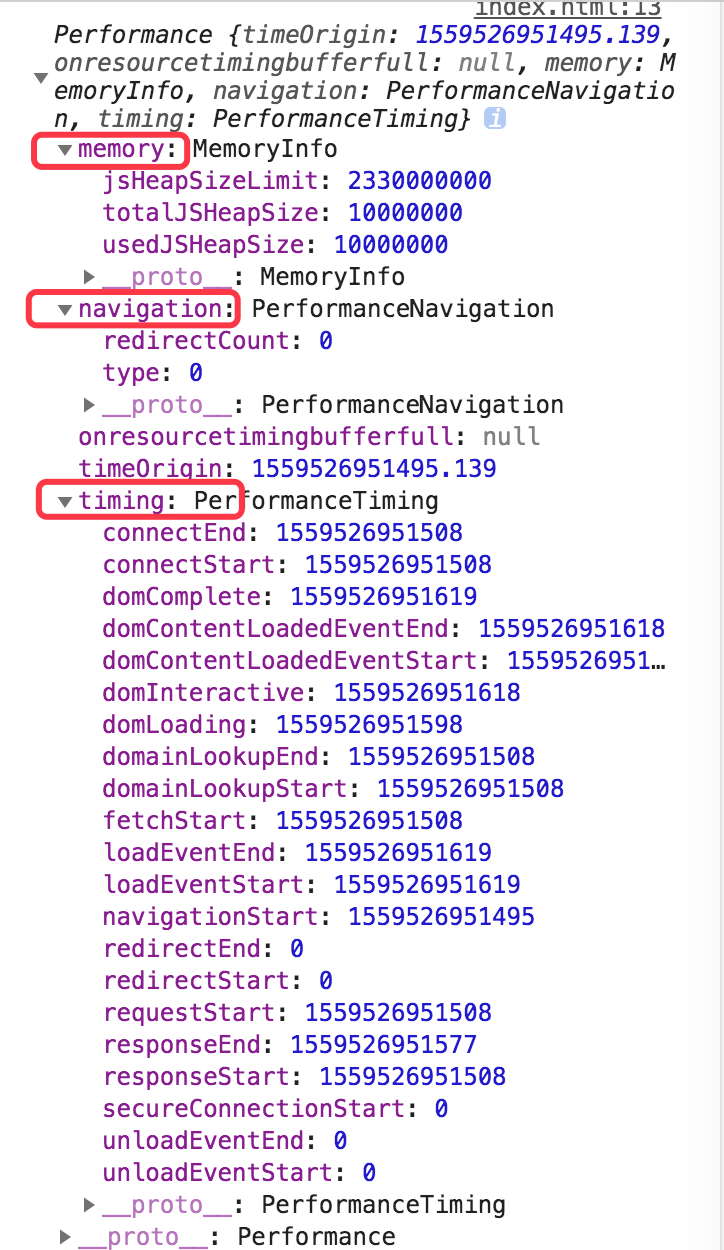 index.html:13
Performance {timeOrigin: 1559526951495.139,
onresourcetimingbufferfull: null, memory: M
emoryInfo, navigation: PerformanceNavigatio
n, timing: PerformanceTiming} i
memory: MemoryInfo
jsHeapSizeLimit: 2330000000
totalJSHeapSize: 10000000
usedJSHeapSize: 10000000
__proto__: MemoryInfo
navigation: PerformanceNavigation
redirectCount: 0
type: 0
__proto__: PerformanceNavigation
onresourcetimingbufferfull: null
timeOrigin: 1559526951495.139
timing: PerformanceTiming
connectEnd: 1559526951508
connectStart: 1559526951508
domComplete: 1559526951619
domContentLoadedEventEnd: 1559526951618
domContentLoadedEventStart: 1559526951…
domInteractive: 1559526951618
domLoading: 1559526951598
domainLookupEnd: 1559526951508
domainLookupStart: 1559526951508
fetchStart: 1559526951508
loadEventEnd: 1559526951619
loadEventStart: 1559526951619
navigationStart: 1559526951495
redirectEnd: 0
redirectStart: 0
requestStart: 1559526951508
responseEnd: 1559526951577
responseStart: 1559526951508
secureConnectionStart: 0
unloadEventEnd: 0
unloadEventStart: 0
__proto__: PerformanceTiming
__proto__: Performance